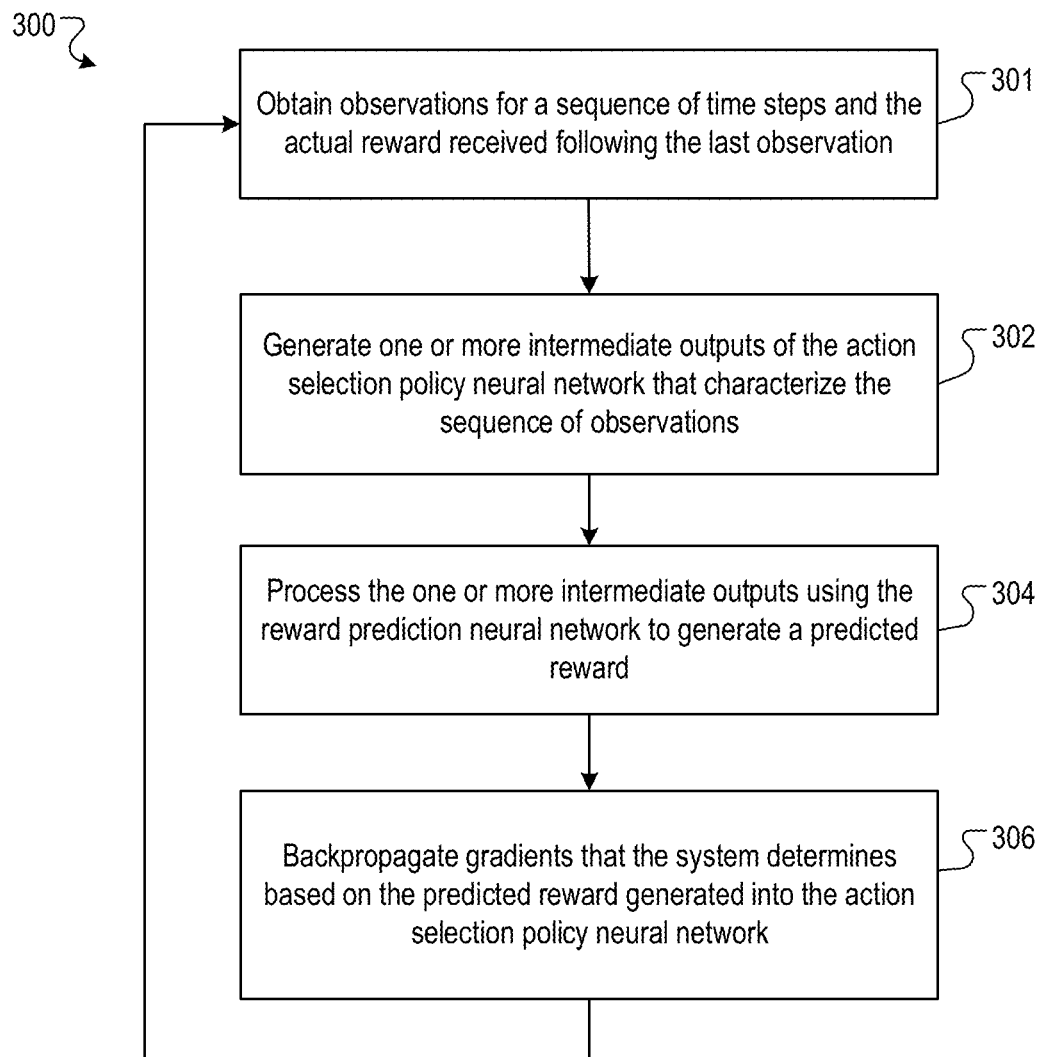 300
Obtain observations for a sequence of time steps and the
actual reward received following the last observation
301
Generate one or more intermediate outputs of the action
selection policy neural network that characterize the
sequence of observations
302
Process the one or more intermediate outputs using the
reward prediction neural network to generate a predicted
reward
304
Backpropagate gradients that the system determines
based on the predicted reward generated into the action
selection policy neural network
306